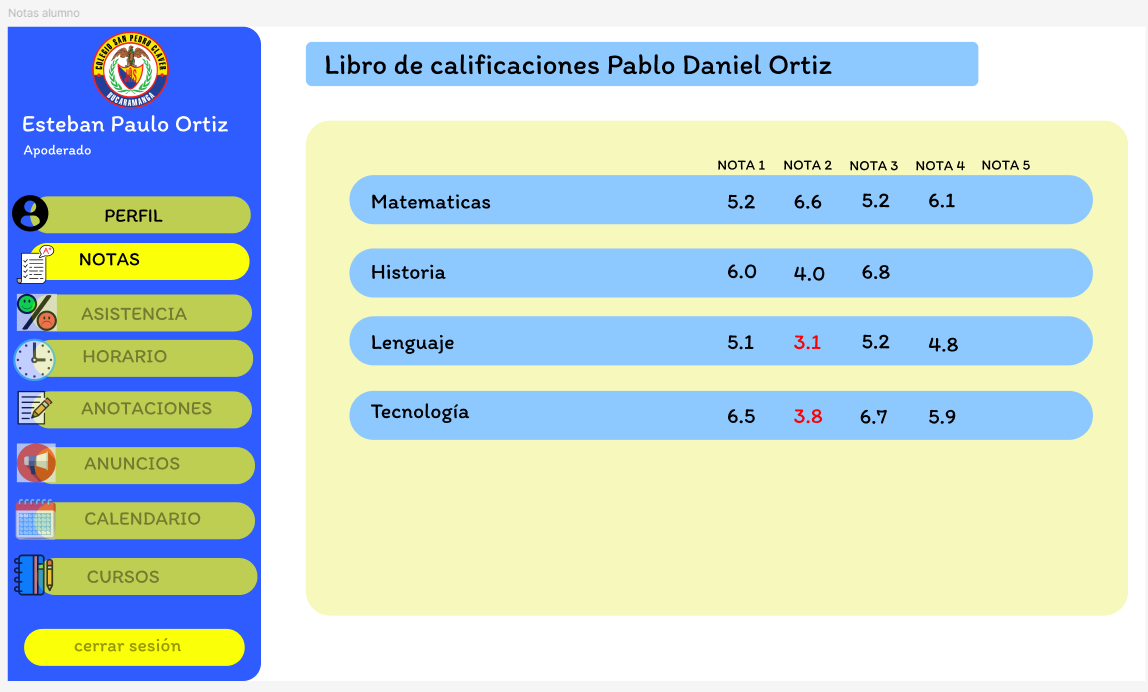 Notas alumno
COLEGIO SAN PEDRO CLAVER
BUCARAMANGA
Esteban Paulo Ortiz
Apoderado
PERFIL
A+
NOTAS
ASISTENCIA
HORARIO
ANOTACIONES
ANUNCIOS
CALENDARIO
CURSOS
cerrar sesión
Libro de calificaciones Pablo Daniel Ortiz
NOTA 1 NOTA 2 NOTA 3 NOTA 4 NOTA 5
Matematicas 5.2 6.6 5.2 6.1
Historia 6.0 4.0 6.8
Lenguaje 5.1 3.1 5.2 4.8
Tecnología 6.5 3.8 6.7 5.9